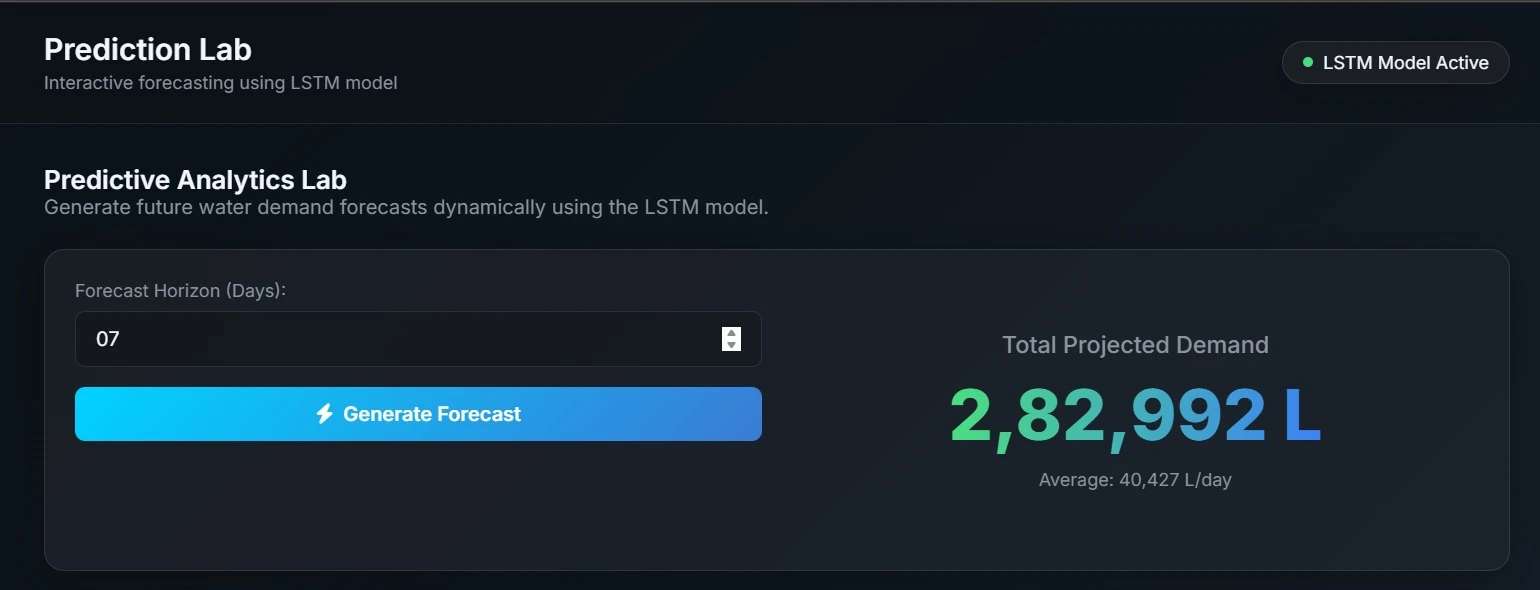 Prediction Lab
Interactive forecasting using LSTM model
LSTM Model Active
Predictive Analytics Lab
Generate future water demand forecasts dynamically using the LSTM model.
Forecast Horizon (Days):
07
Generate Forecast
Total Projected Demand
2,82,992 L
Average: 40,427 L/day